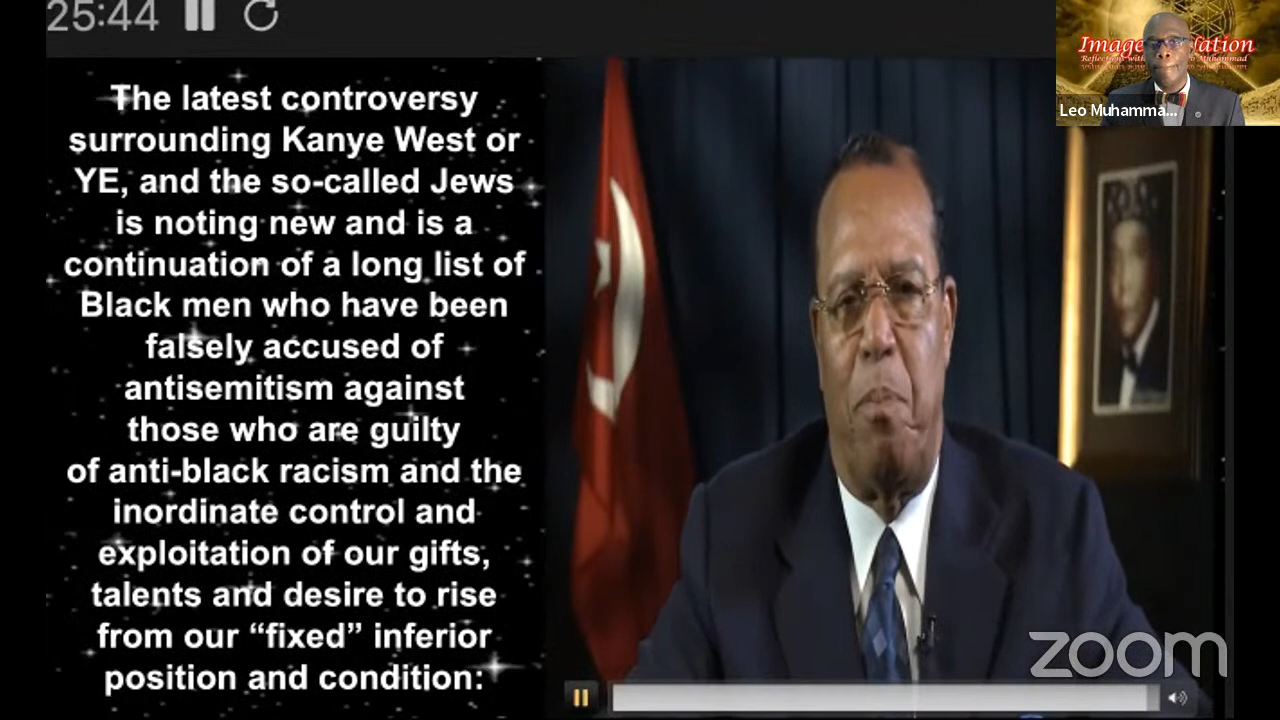 25:44
The latest controversy
surrounding Kanye West or
YE, and the so-called Jews
is noting new and is a
continuation of a long list of
Black men who have been
falsely accused of
antisemitism against
those who are guilty
of anti-black racism and the
inordinate control and
exploitation of our gifts,
talents and desire to rise
from our “fixed” inferior
position and condition:
Leo Muhamma...
zoom